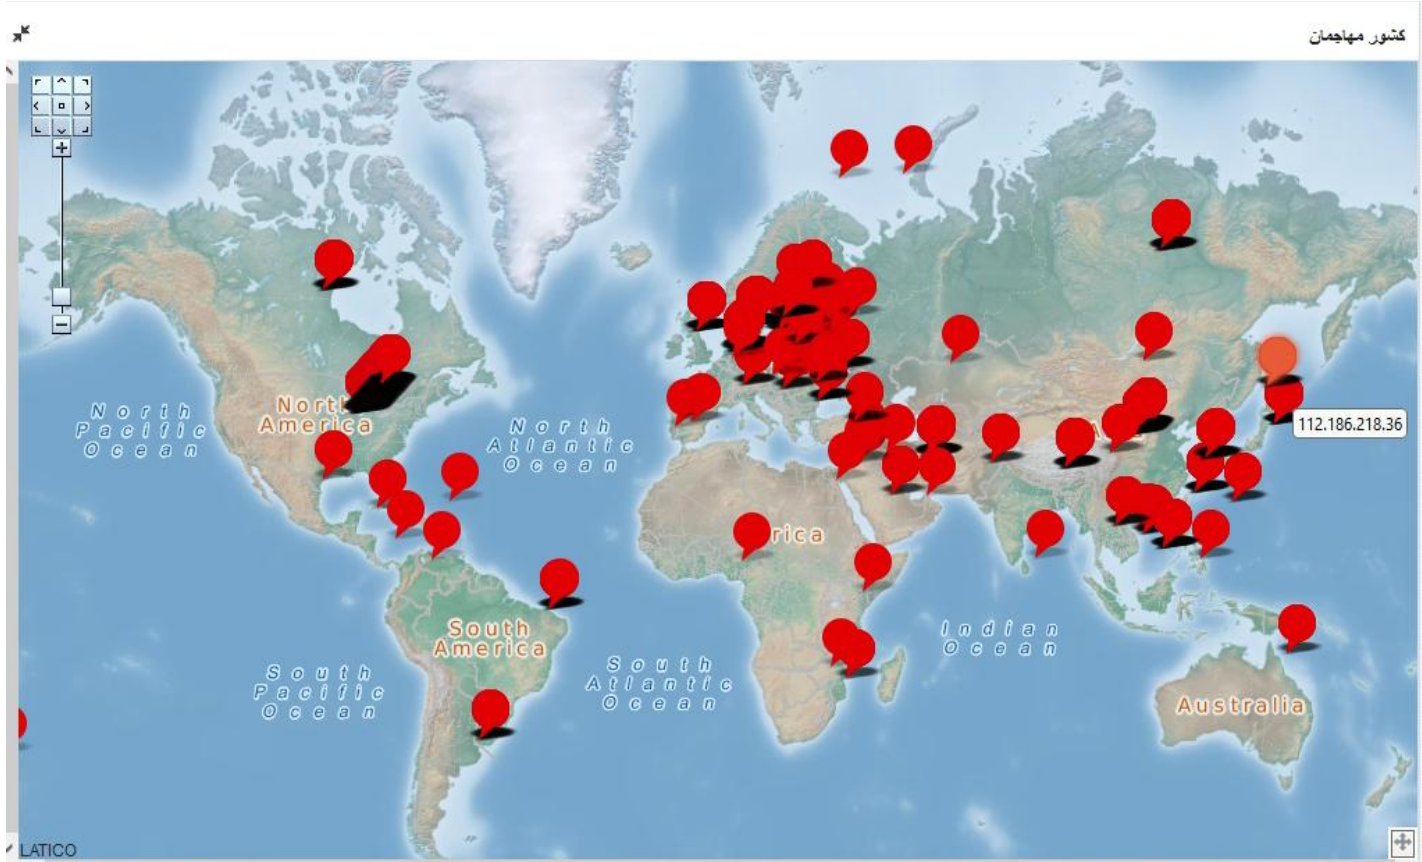 کشور مهاجمان
North
Pacific
Ocean
North
America
North
Atlantic
Ocean
112.186.218.36
rica
South
America
Indian
Ocean
South
Pacific
Ocean
South
Atlantic
Ocean
Australia
LATICO